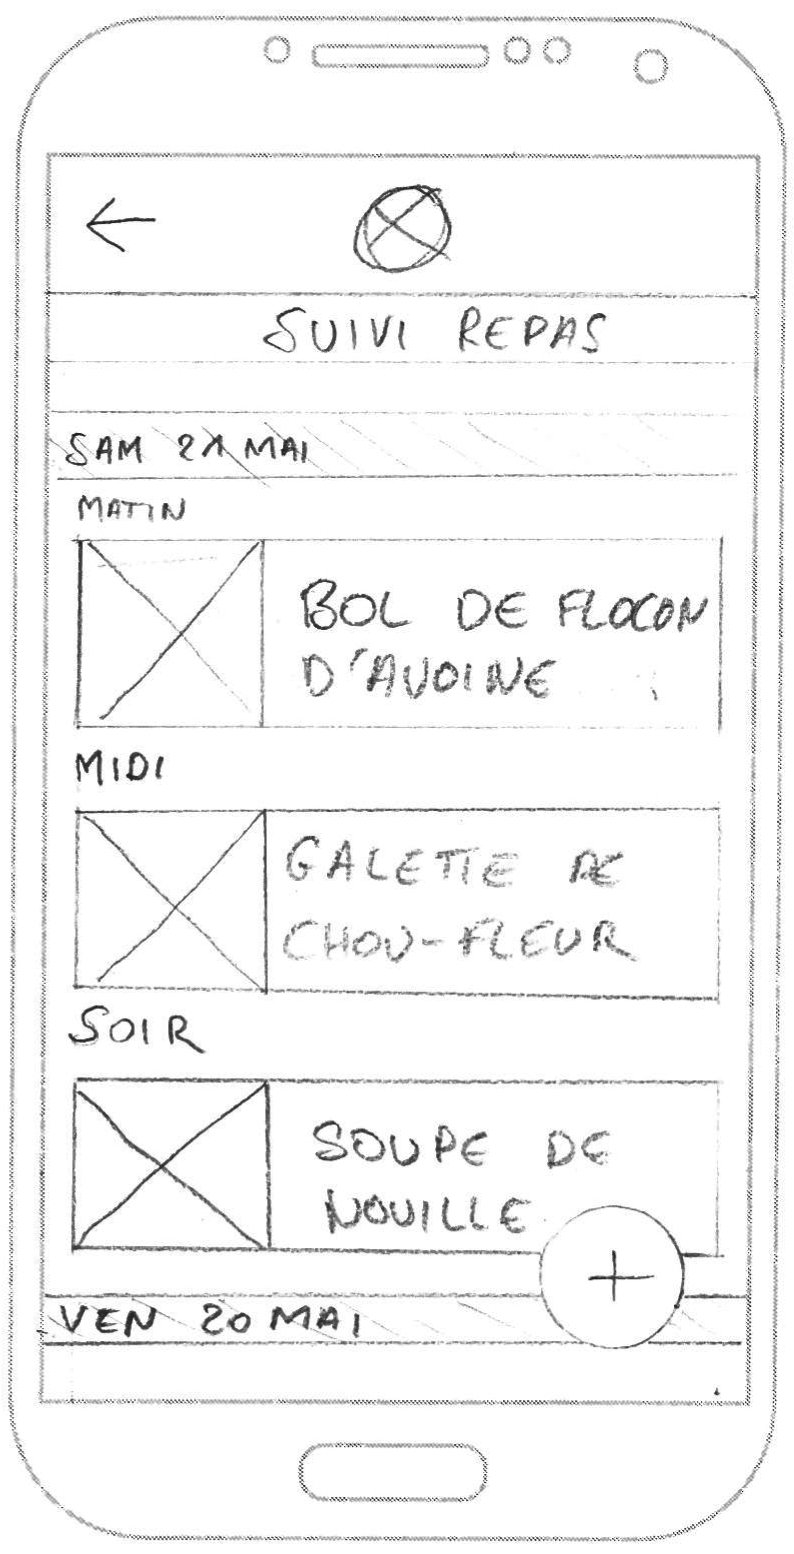 SUIVI REPAS
SAM 21 MAI
MATIN
BOL DE FLOCON
D'AVOINE
MIDI
GALETTE DE
CHOU-FLEUR
SOIR
SOUPE DE
NOUILLE
+
VEN 20 MAI